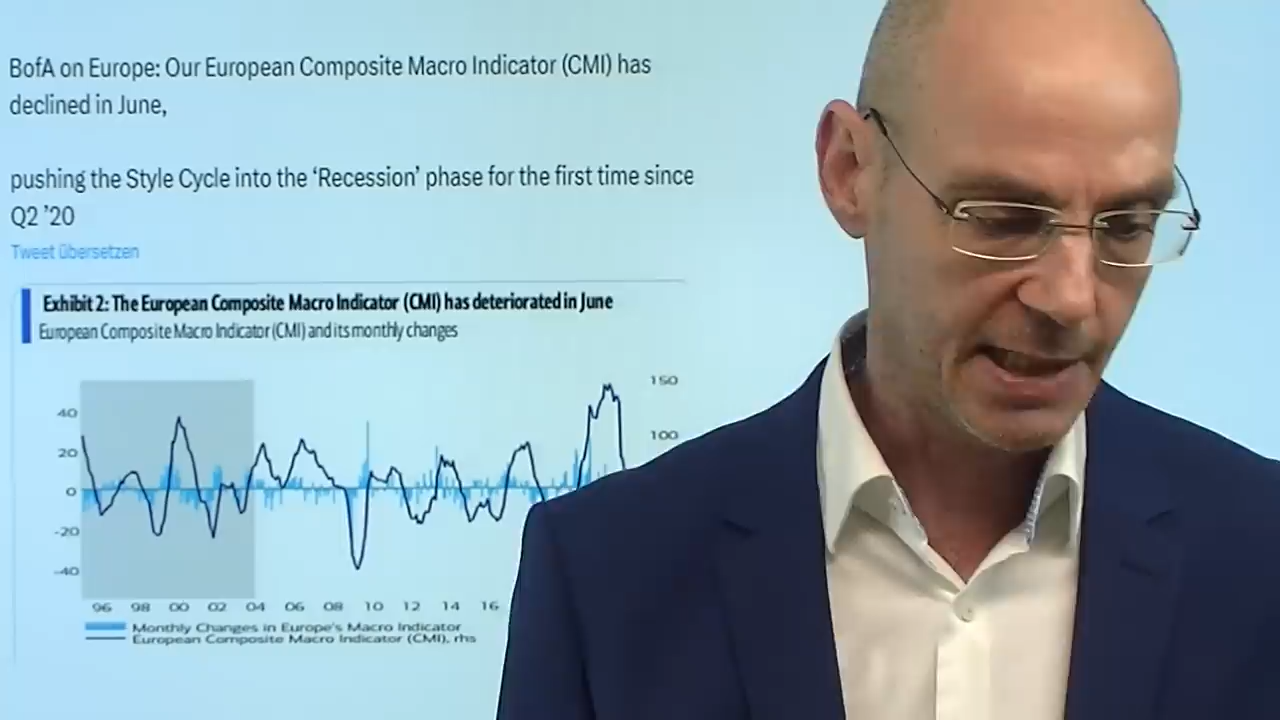 BofA on Europe: Our European Composite Macro Indicator (CMI) has
declined in June,
pushing the Style Cycle into the ‘Recession’ phase for the first time since
Q2 ’20
Tweet übersetzen
Exhibit 2: The European Composite Macro Indicator (CMI) has deteriorated in June
European Composite Macro Indicator (CMI) and its monthly changes
150
40
100
20
0
-20
-40
96 98 00 02 04 06 08 10 12 14 16
Monthly Changes in Europe's Macro Indicator
European Composite Macro Indicator (CMI), rhs